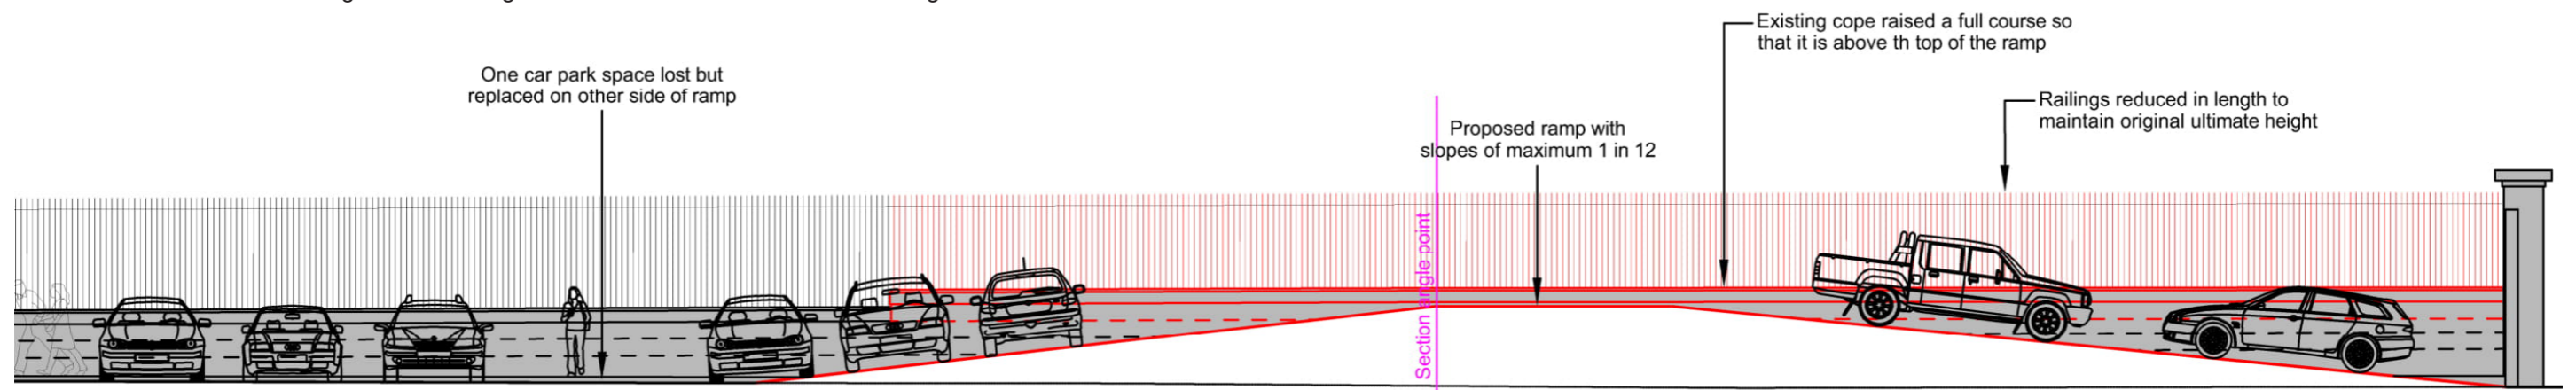 One car park space lost but
replaced on other side of ramp
Section angle point
Proposed ramp with
slopes of maximum 1 in 12
Existing cope raised a full course so
that it is above th top of the ramp
Railings reduced in length to
maintain original ultimate height